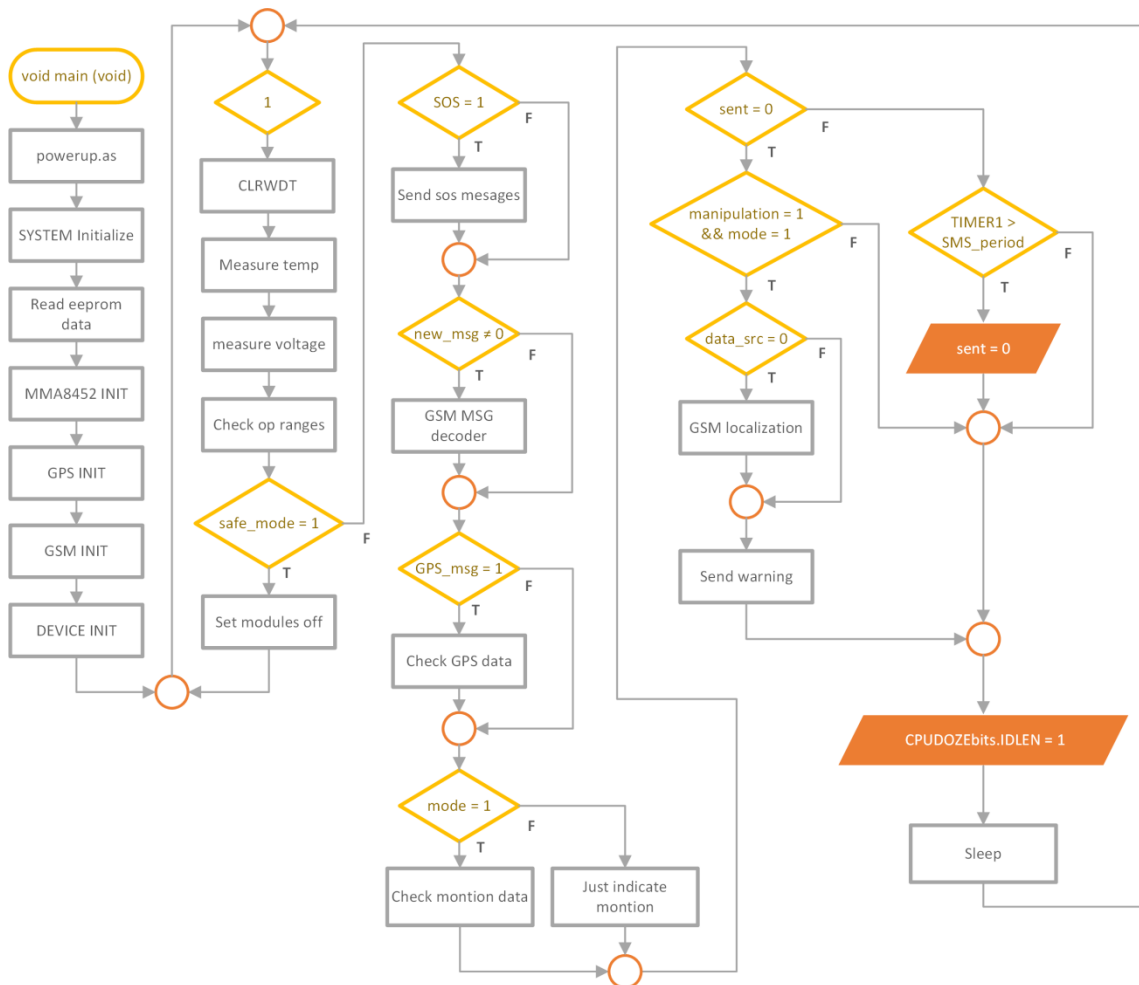 void main (void)
powerup.as
SYSTEM Initialize
Read eeprom
data
MMA8452 INIT
GPS INIT
GSM INIT
DEVICE INIT
1
CLRWDT
Measure temp
measure voltage
Check op ranges
safe_mode = 1
F
T
Set modules off
SOS = 1
F
T
Send sos mesages
new_msg ≠ 0
F
T
GSM MSG
decoder
GPS_msg = 1
F
T
Check GPS data
mode = 1
F
T
Check montion data
Just indicate
montion
sent = 0
F
T
manipulation = 1
&& mode = 1
F
T
data_src = 0
F
T
GSM localization
Send warning
TIMER1 >
SMS_period
F
T
sent = 0
CPUDOZEbits.IDLEN = 1
Sleep